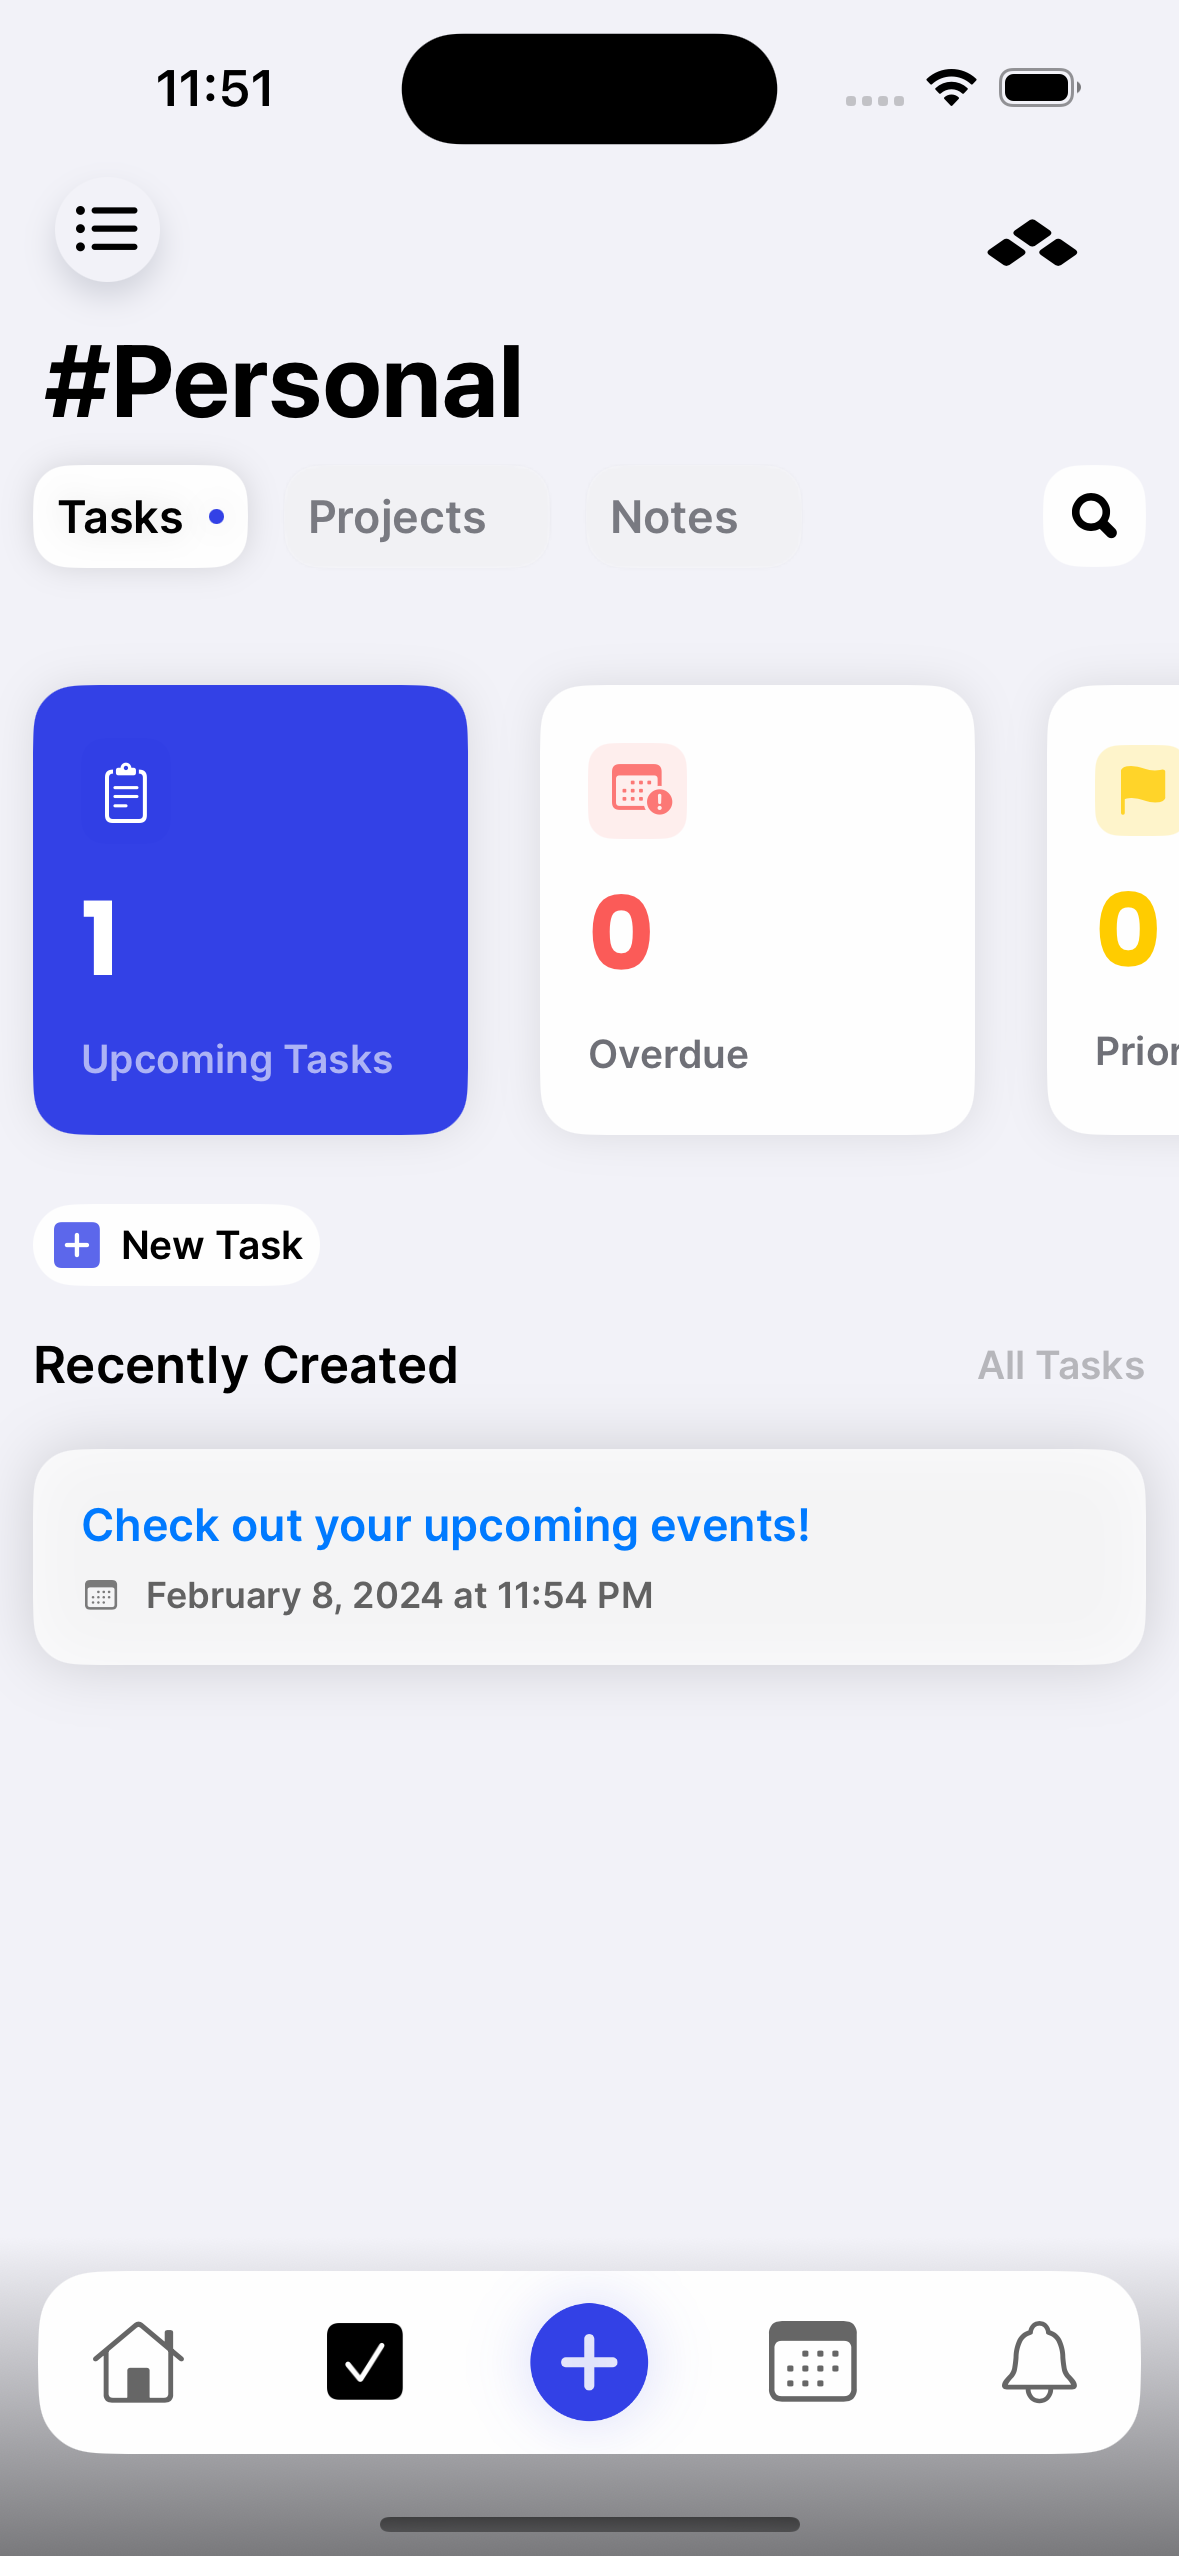 11:51
#Personal
Tasks
Projects
Notes
1
Upcoming Tasks
0
Overdue
0
Prior
New Task
Recently Created
All Tasks
Check out your upcoming events!
February 8, 2024 at 11:54 PM